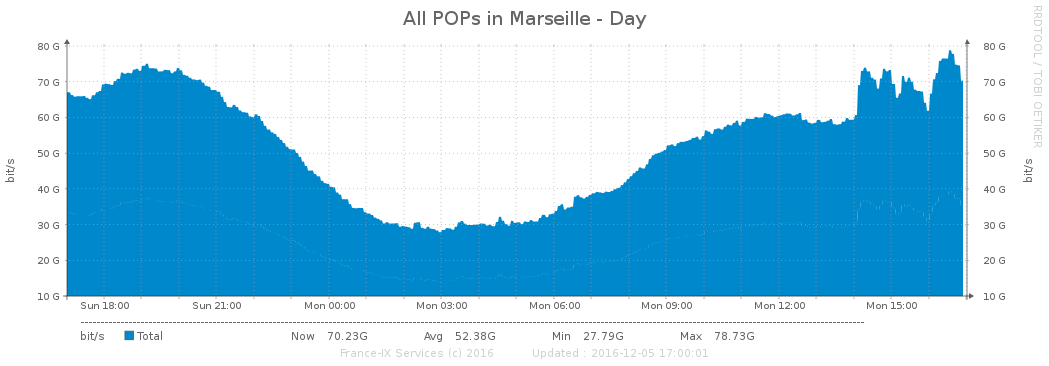 All POPs in Marseille - Day
RRDTOOL / TOBI OETIKER
80 G 80 G
70 G 70 G
60 G 60 G
50 G 50 G
bit/s bit/s
40 G 40 G
30 G 30 G
20 G 20 G
10 G 10 G
Sun 18:00 Sun 21:00 Mon 00:00 Mon 03:00 Mon 06:00 Mon 09:00 Mon 12:00 Mon 15:00
bit/s Total Now 70.23G Avg 52.38G Min 27.79G Max 78.73G
France-IX Services (c) 2016 Updated : 2016-12-05 17:00:01